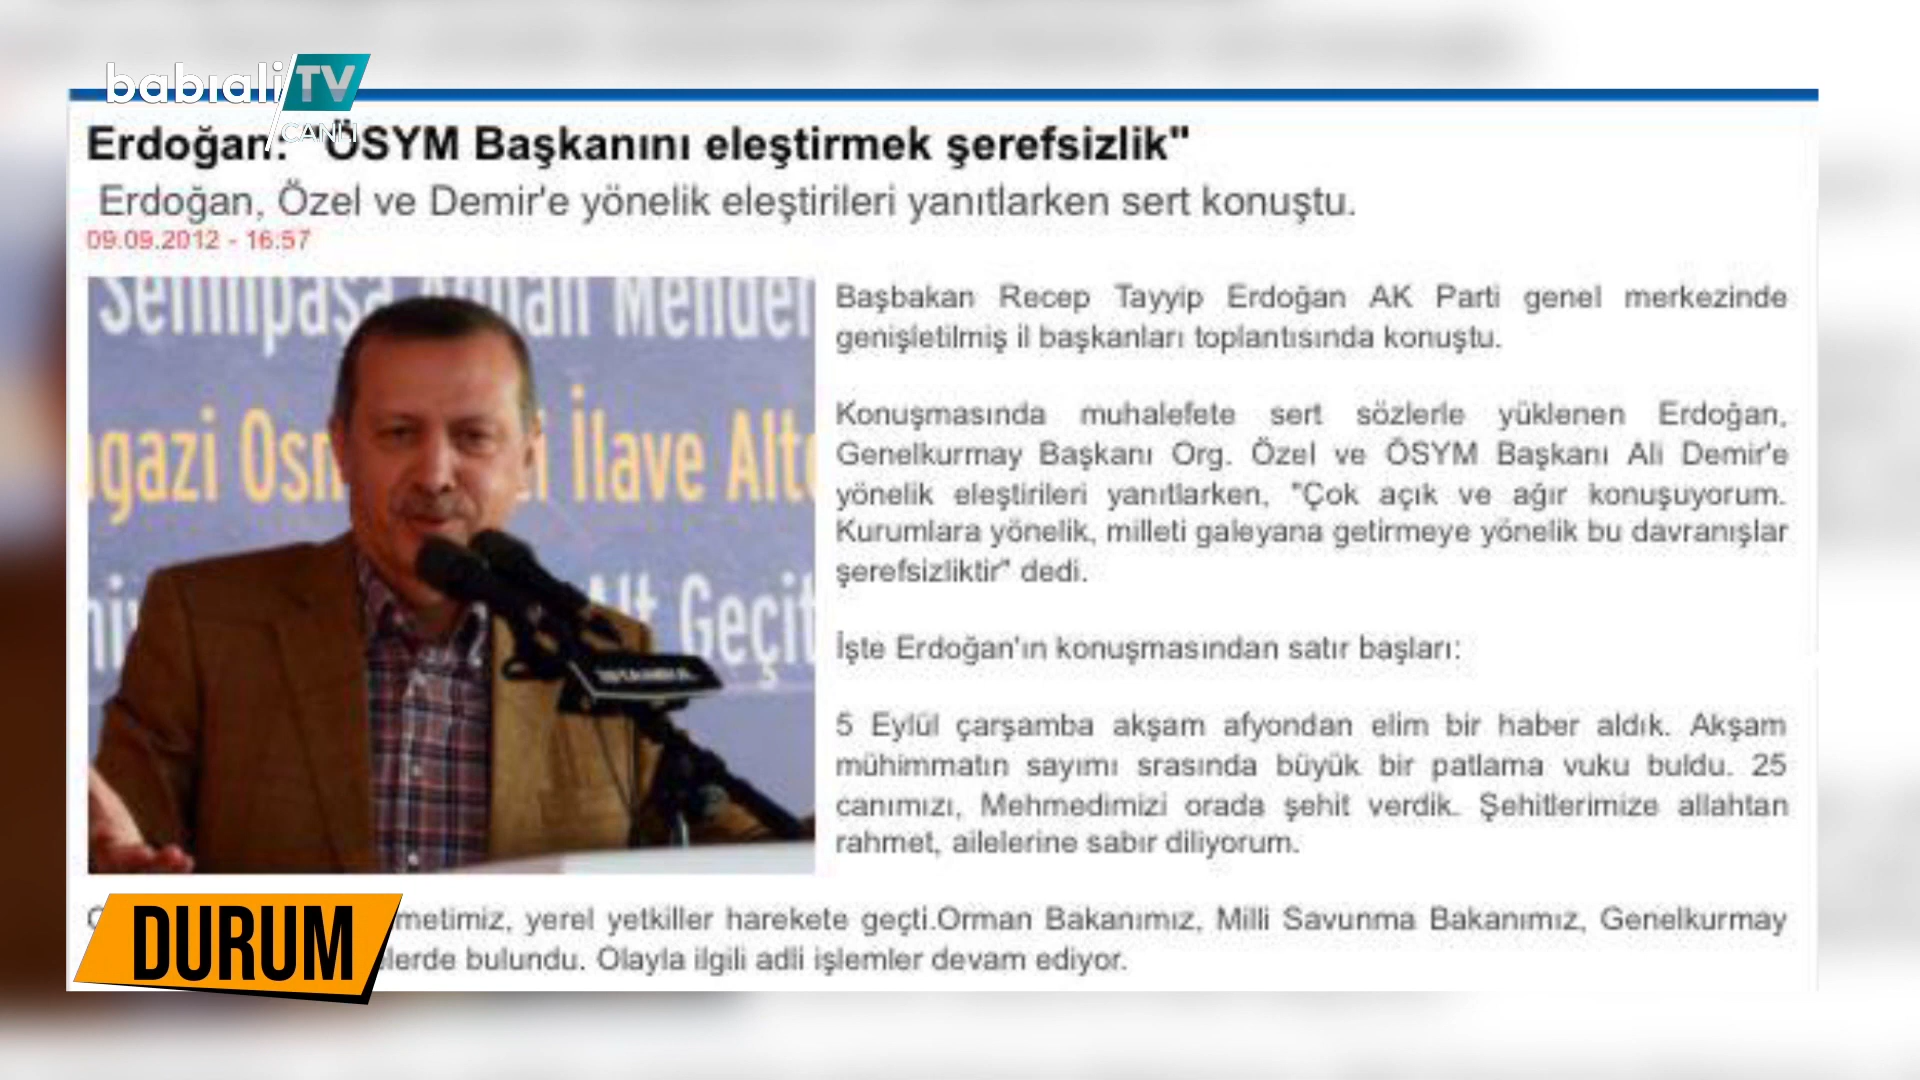 babıali TV
CANLI
Erdoğan: "ÖSYM Başkanını eleştirmek şerefsizlik"
Erdoğan, Özel ve Demir'e yönelik eleştirileri yanıtlarken sert konuştu.
09.09.2012 - 16:57
Başbakan Recep Tayyip Erdoğan AK Parti genel merkezinde
genişletilmiş il başkanları toplantısında konuştu.
Konuşmasında muhalefete sert sözlerle yüklenen Erdoğan,
Genelkurmay Başkanı Org. Özel ve ÖSYM Başkanı Ali Demir'e
yönelik eleştirileri yanıtlarken, "Çok açık ve ağır konuşuyorum.
Kurumlara yönelik, milleti galeyana getirmeye yönelik bu davranışlar
şerefsizliktir" dedi.
İşte Erdoğan'ın konuşmasından satır başları:
5 Eylül çarşamba akşam afyondan elim bir haber aldık. Akşam
mühimmatın sayımı srasında büyük bir patlama vuku buldu. 25
canımızı, Mehmedimizi orada şehit verdik. Şehitlerimize allahtan
rahmet, ailelerine sabır diliyorum.
metimiz, yerel yetkiller harekete geçti.Orman Bakanımız, Milli Savunma Bakanımız, Genelkurmay
lerde bulundu. Olayla ilgili adli işlemler devam ediyor.
İlave
Geçit
DURUM